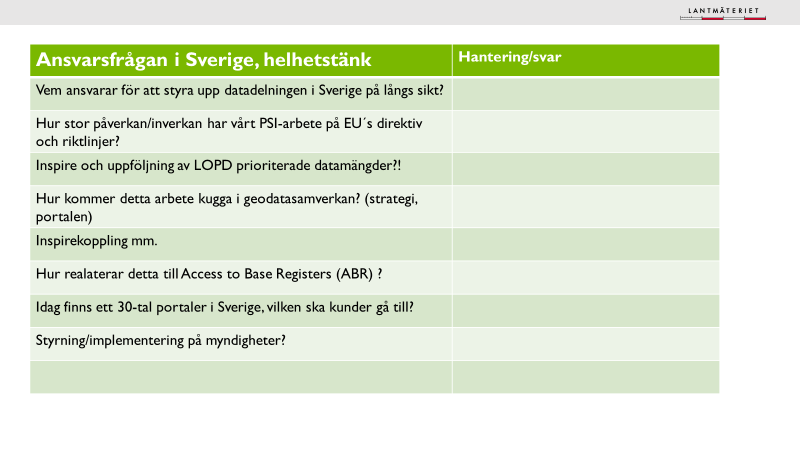 LANTMÄTERIET
Ansvarsfrågan i Sverige, helhetstänk
Hantering/svar
Vem ansvarar för att styra upp datadelningen i Sverige på långs sikt?
Hur stor påverkan/inverkan har vårt PSI-arbete på EU´s direktiv
och riktlinjer?
Inspire och uppföljning av LOPD prioriterade datamängder?!
Hur kommer detta arbete kugga i geodatasamverkan? (strategi,
portalen)
Inspirekoppling mm.
Hur realaterar detta till Access to Base Registers (ABR) ?
Idag finns ett 30-tal portaler i Sverige, vilken ska kunder gå till?
Styrning/implementering på myndigheter?